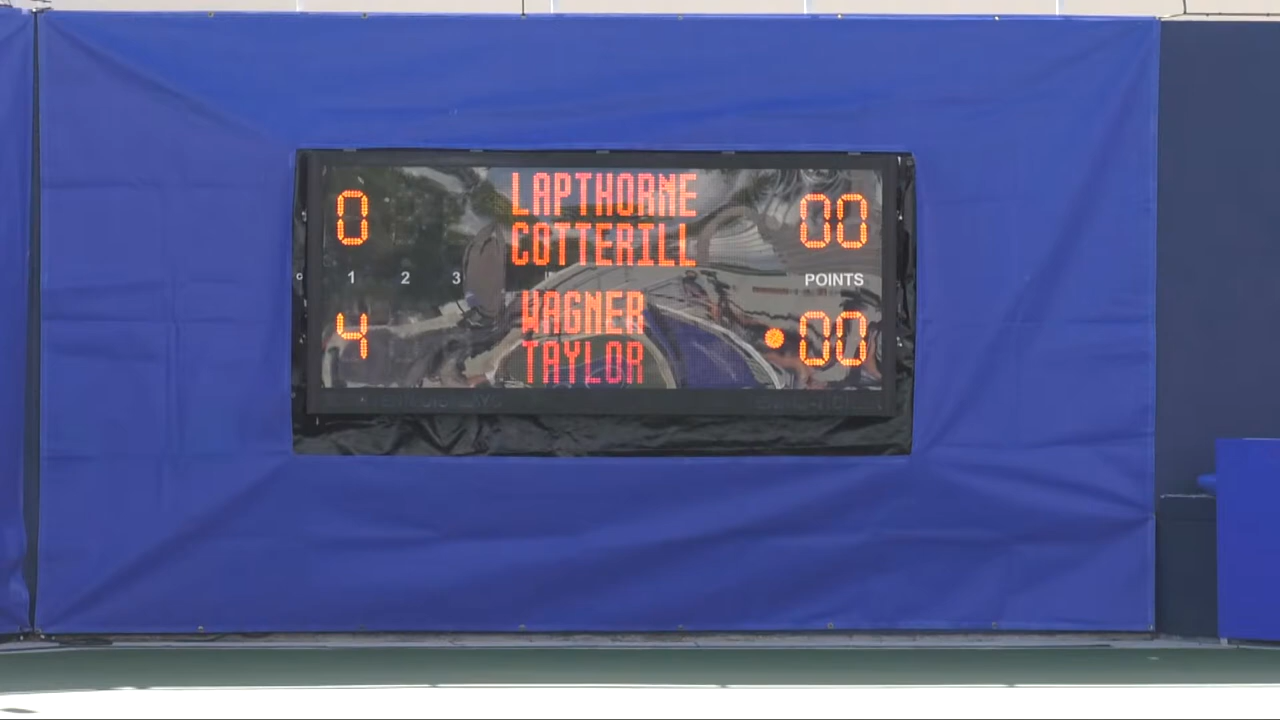 0 LAPTHORNE 00
COTTERILL
1 2 3 POINTS
4 WAGNER 00
TAYLOR